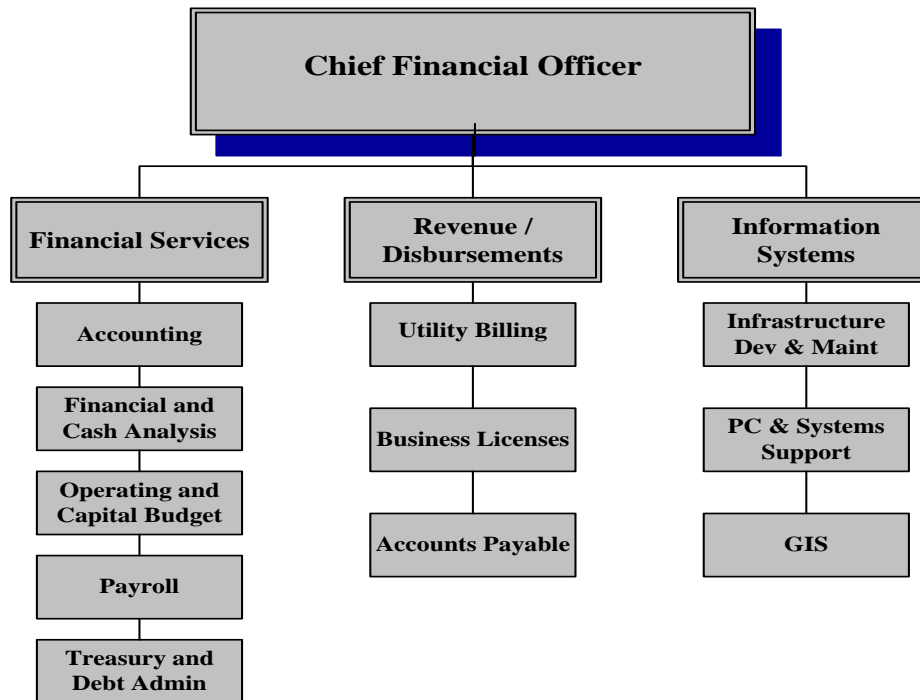 Chief Financial Officer
Financial Services
Revenue /
Disbursements
Information
Systems
Accounting
Financial and
Cash Analysis
Operating and
Capital Budget
Payroll
Treasury and
Debt Admin
Utility Billing
Business Licenses
Accounts Payable
Infrastructure
Dev & Maint
PC & Systems
Support
GIS